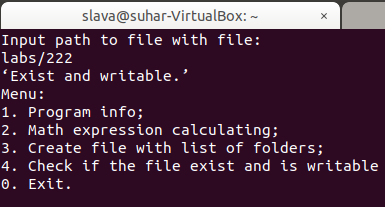 slava@suhar-VirtualBox: ~ ×
Input path to file with file:
labs/222
‘Exist and writable.’
Menu:
1. Program info;
2. Math expression calculating;
3. Create file with list of folders;
4. Check if the file exist and is writable
0. Exit.